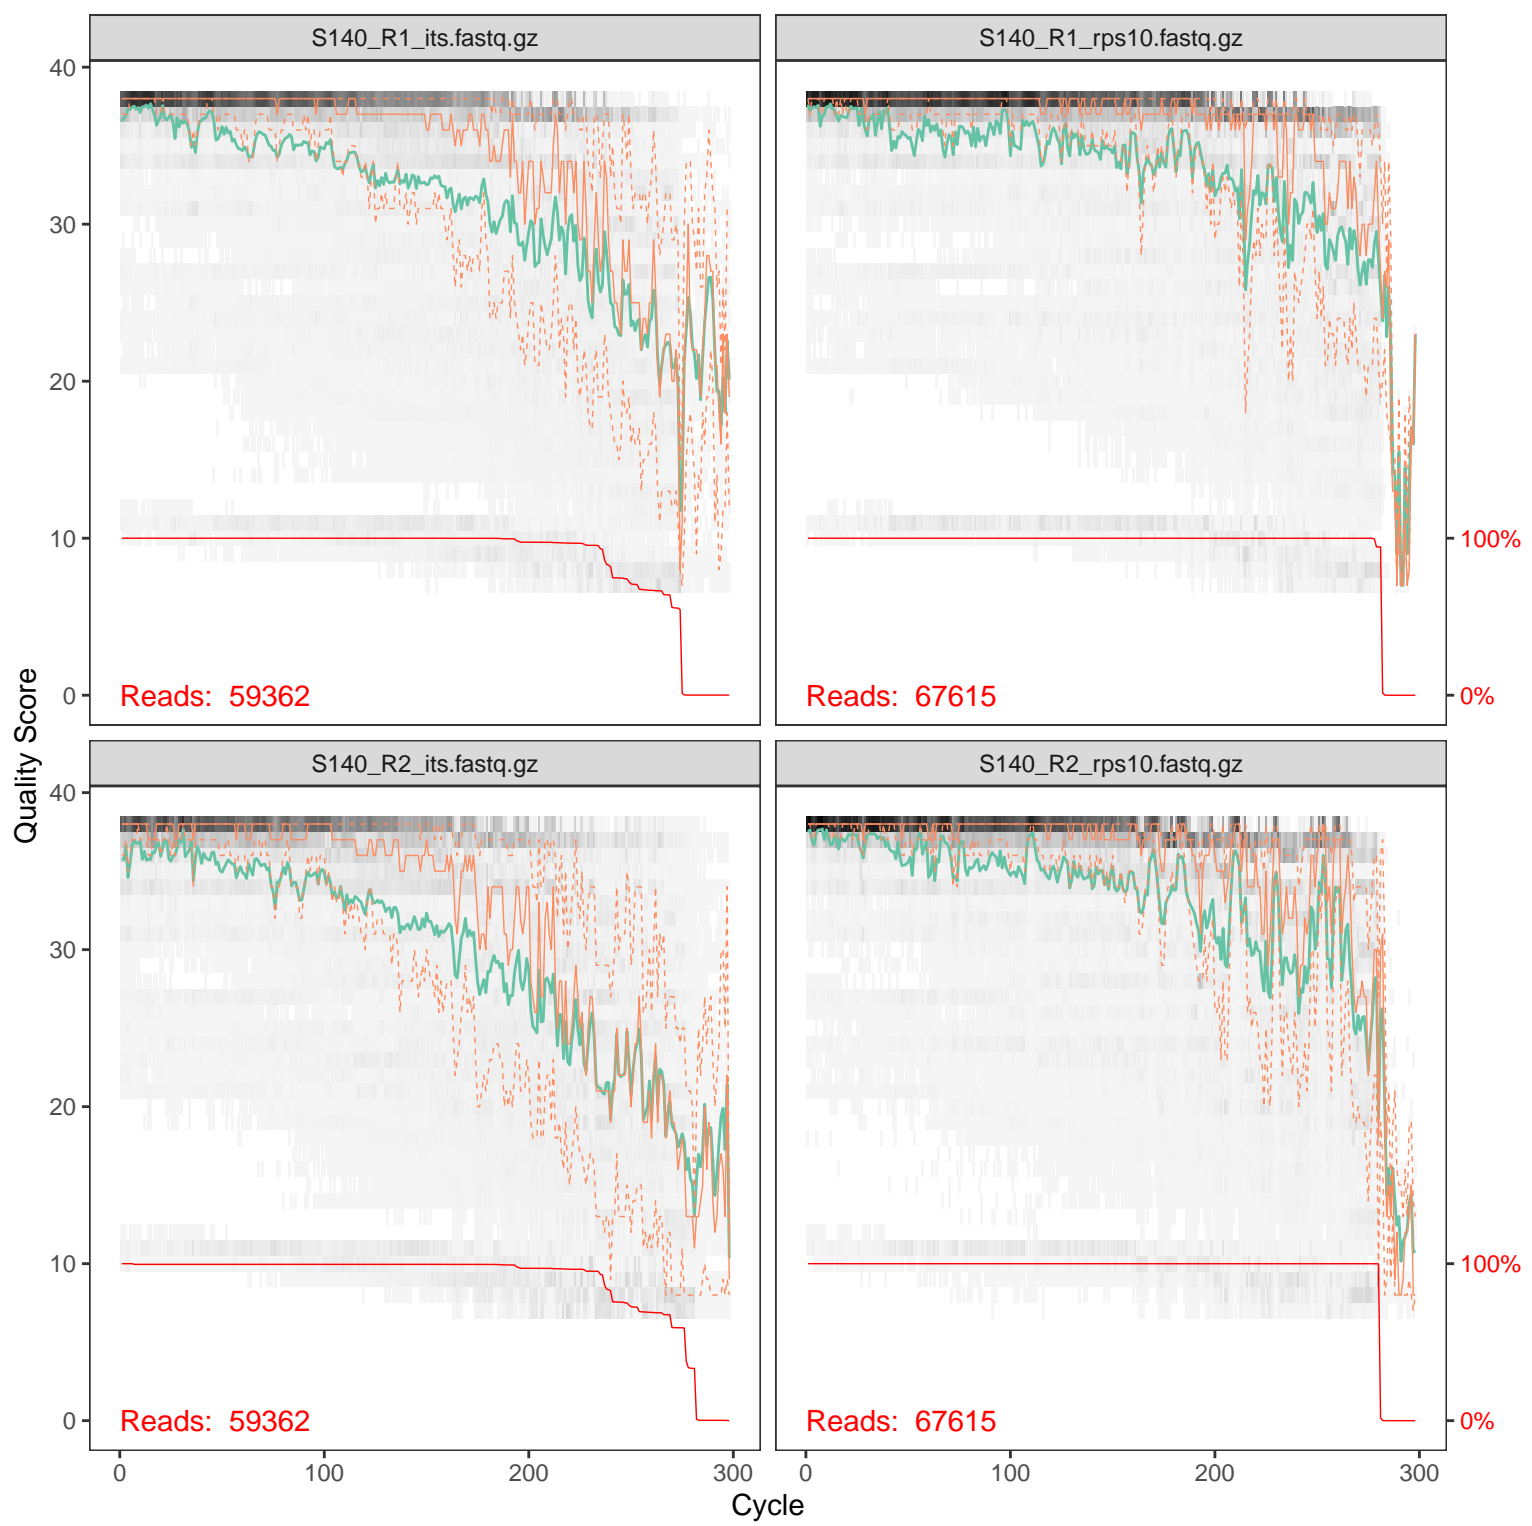 S140_R1_its.fastq.gz
S140_R1_rps10.fastq.gz
40
30
20
10
0
Reads: 59362
Reads: 67615
100%
0%
Quality Score
S140_R2_its.fastq.gz
S140_R2_rps10.fastq.gz
40
30
20
10
0
Reads: 59362
Reads: 67615
100%
0%
0 100 200 300
0 100 200 300
Cycle